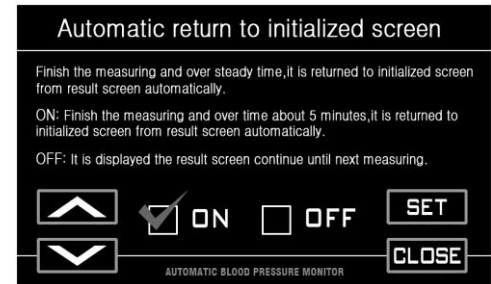 Automatic return to initialized screen
Finish the measuring and over steady time,it is returned to initialized screen
from result screen automatically.
ON: Finish the measuring and over time about 5 minutes,it is returned to
initialized screen from result screen automatically.
OFF: It is displayed the result screen continue until next measuring.
ON OFF SET
CLOSE
AUTOMATIC BLOOD PRESSURE MONITOR